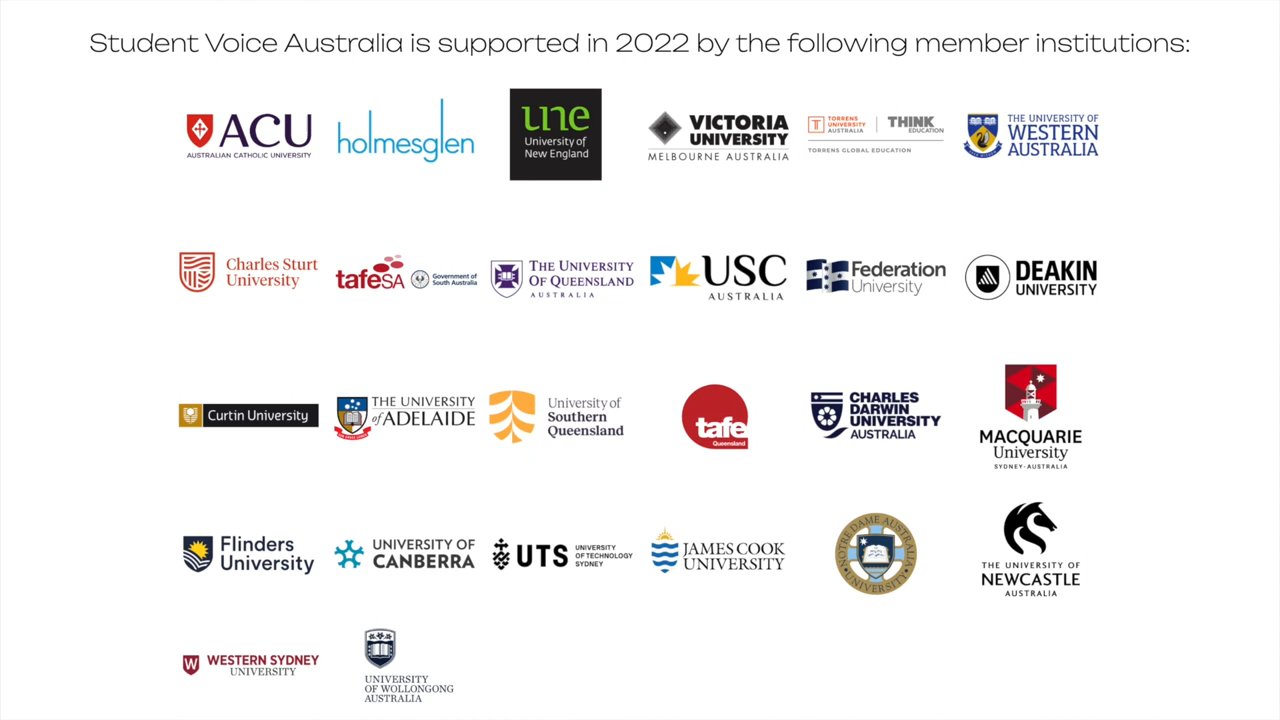 Student Voice Australia is supported in 2022 by the following member institutions:
ACU
AUSTRALIAN CATHOLIC UNIVERSITY
holmesglen
une
University of
New England
VICTORIA
UNIVERSITY
MELBOURNE AUSTRALIA
TORRENS
UNIVERSITY
AUSTRALIA
THINK
EDUCATION
TORRENS GLOBAL EDUCATION
THE UNIVERSITY OF
WESTERN
AUSTRALIA
Charles Sturt
University
tafeSA
Government of
South Australia
THE UNIVERSITY
OF QUEENSLAND
AUSTRALIA
USC
AUSTRALIA
Federation
University
DEAKIN
UNIVERSITY
Curtin University
THE UNIVERSITY
of ADELAIDE
University of
Southern
Queensland
tafe
Queensland
CHARLES
DARWIN
UNIVERSITY
AUSTRALIA
MACQUARIE
University
SYDNEY·AUSTRALIA
Flinders
University
UNIVERSITY OF
CANBERRA
UTS
UNIVERSITY
OF TECHNOLOGY
SYDNEY
JAMES COOK
UNIVERSITY
NOTRE DAME AUSTRALIA
UNIVERSITY
THE UNIVERSITY OF
NEWCASTLE
AUSTRALIA
W
WESTERN SYDNEY
UNIVERSITY
UNIVERSITY
OF WOLLONGONG
AUSTRALIA